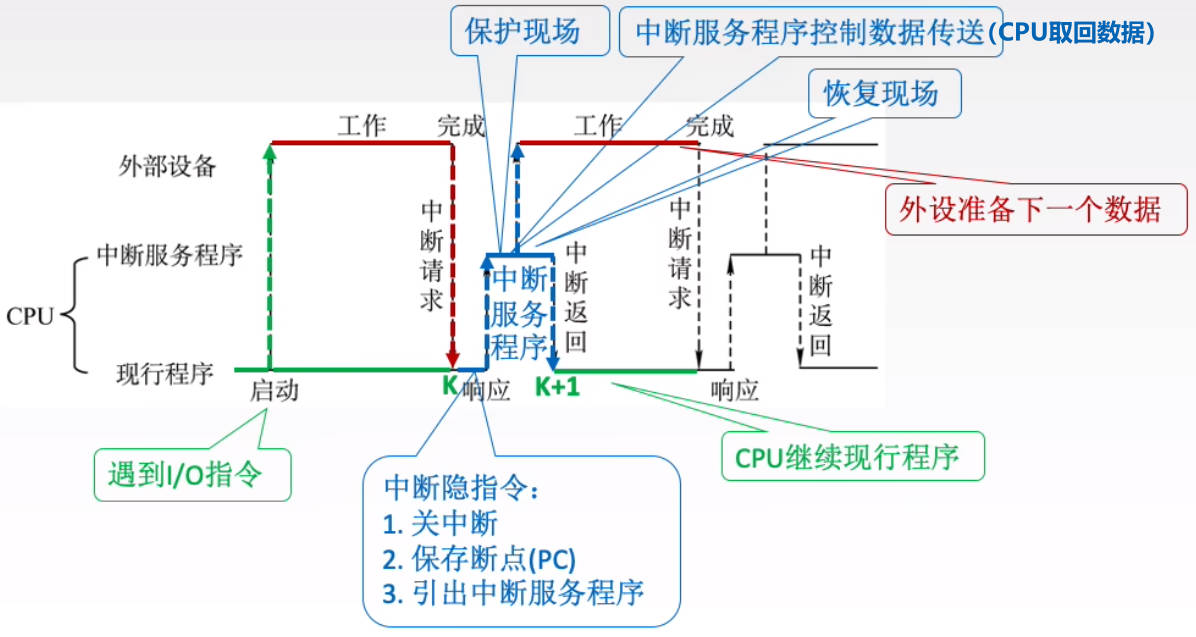 保护现场
中断服务程序控制数据传送(CPU取回数据)
恢复现场
工作
完成
工作
完成
外部设备
外设准备下一个数据
中断请求
中断请求
中断服务程序
中断服务程序
中断返回
中断返回
CPU
现行程序
启动
K
响应
K+1
响应
遇到I/O指令
CPU继续现行程序
中断隐指令：
1. 关中断
2. 保存断点(PC)
3. 引出中断服务程序